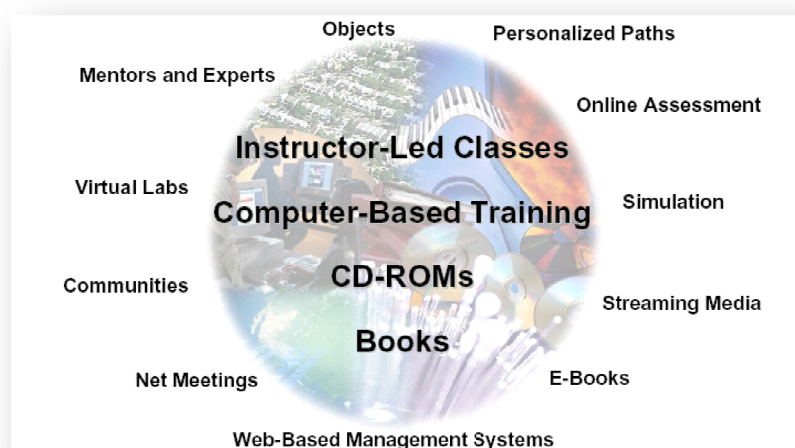 Objects
Personalized Paths
Mentors and Experts
Online Assessment
Instructor-Led Classes
Virtual Labs
Computer-Based Training
Simulation
CD-ROMs
Communities
Streaming Media
Books
Net Meetings
E-Books
Web-Based Management Systems